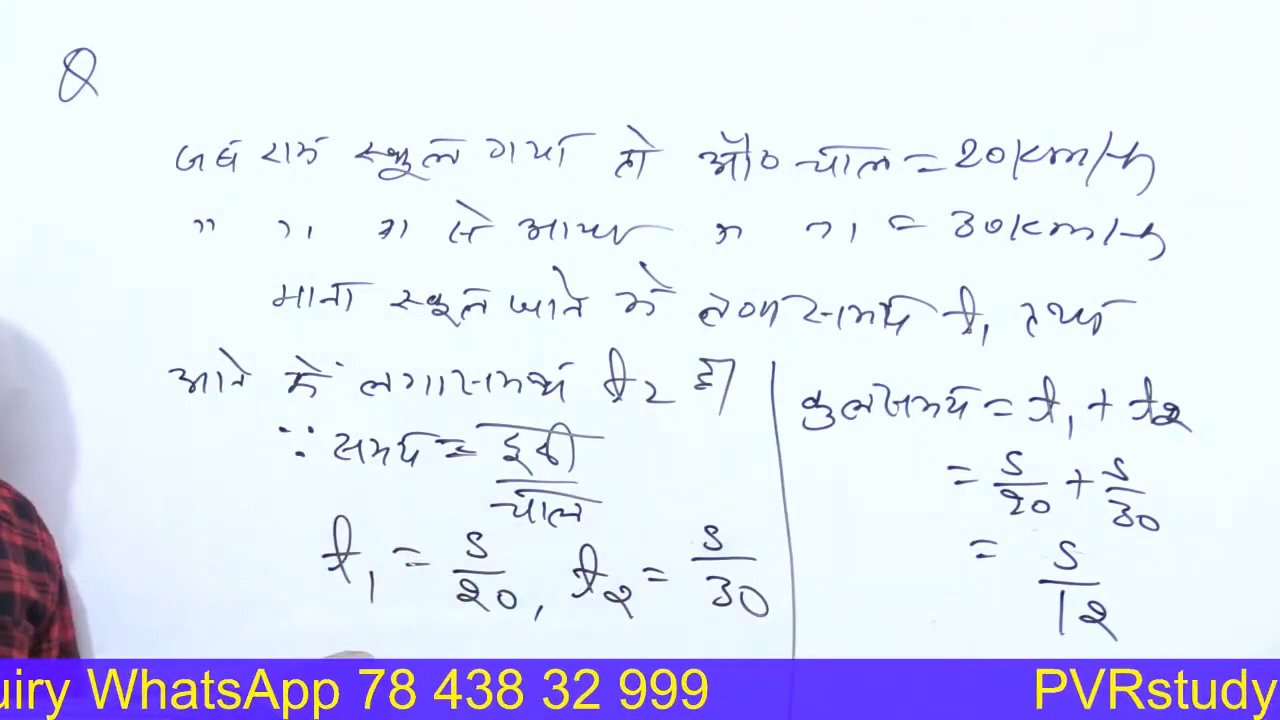 Q
जब राम स्कूल गया तो औ० चाल = 20km/h
" " " से आया " " = 30km/h
माना स्कूल जाने में लगा समय t₁ तथा
आने में लगा समय t₂ है।
∵ समय = दूरी / चाल
t₁ = s/20, t₂ = s/30
कुल समय = t₁ + t₂
= s/20 + s/30
= s/12
uiry WhatsApp 78 438 32 999
PVRstudy